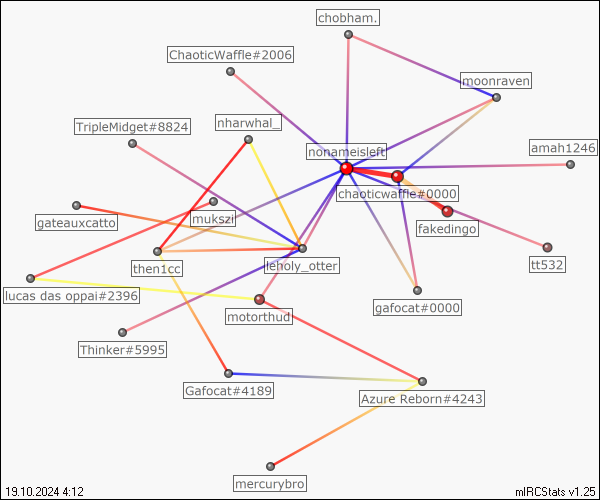 chobham.
ChaoticWaffle#2006
moonraven
nharwhal_
TripleMidget#8824
nonameisleft
amah1246
chaoticwaffle#0000
mukszi
gateauxcatto
fakedingo
then1cc
leholy_otter
tt532
lucas das oppai#2396
gafocat#0000
motorthud
Thinker#5995
Gafocat#4189
Azure Reborn#4243
mercurybro
19.10.2024 4:12
mIRCStats v1.25